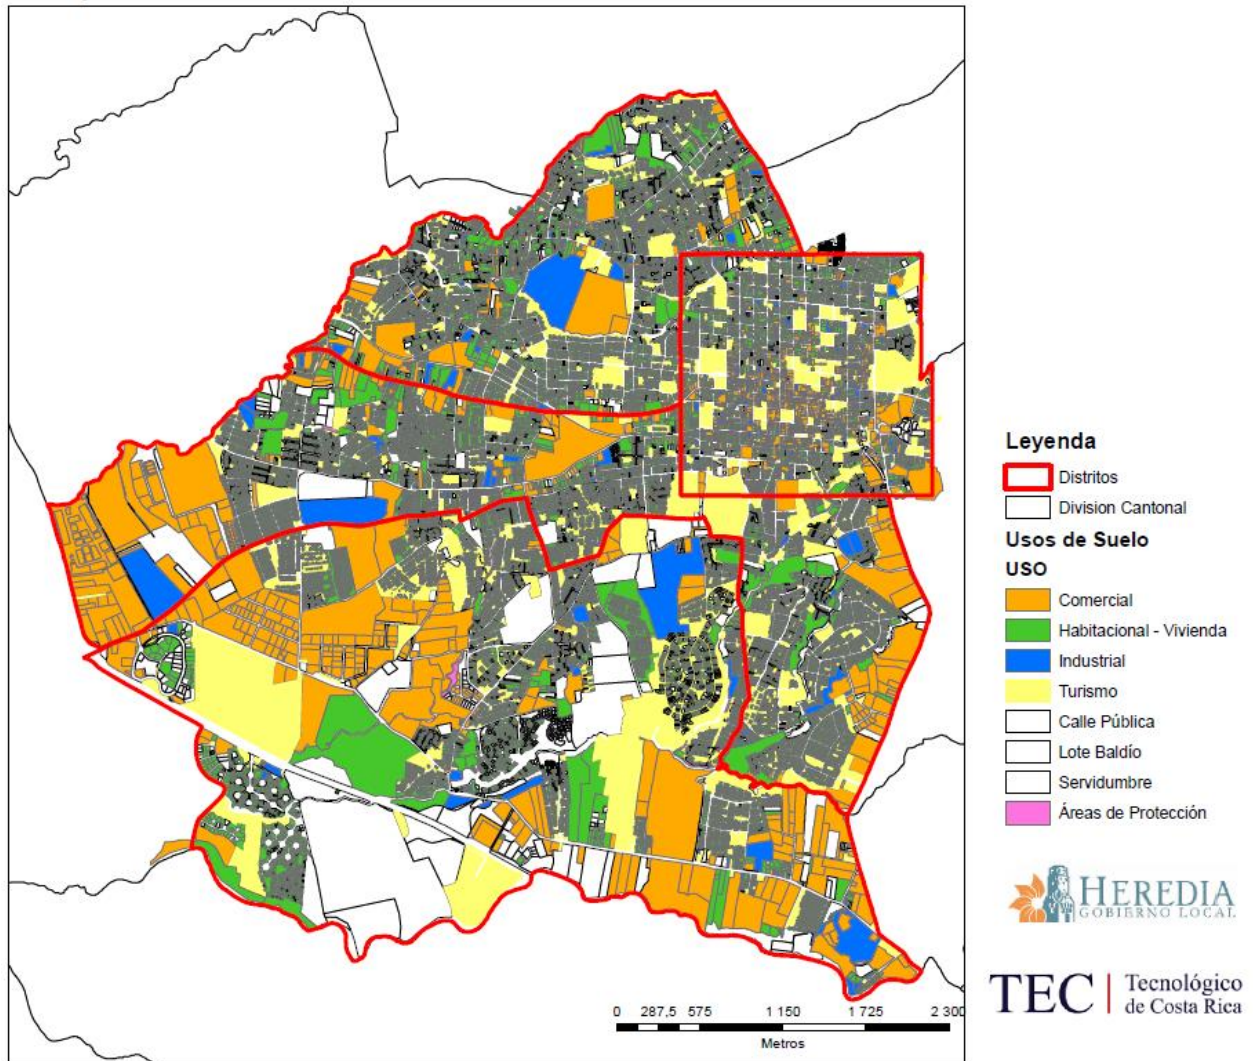 Leyenda
Distritos
Division Cantonal
Usos de Suelo
USO
Comercial
Habitacional - Vivienda
Industrial
Turismo
Calle Pública
Lote Baldío
Servidumbre
Áreas de Protección
HEREDIA
GOBIERNO LOCAL
TEC | Tecnológico
de Costa Rica
0 287,5 575 1 150 1 725 2 300
Metros